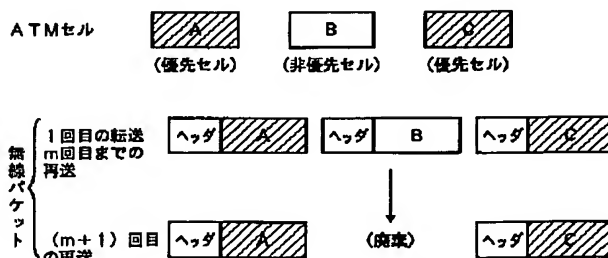 ATMセル
A
B
C
(優先セル)
(非優先セル)
(優先セル)
無線パケット
1回目の転送
m回目までの
再送
ヘッダ
A
ヘッダ
B
ヘッダ
C
(m+1)回目
の再送
ヘッダ
A
(廃棄)
ヘッダ
C